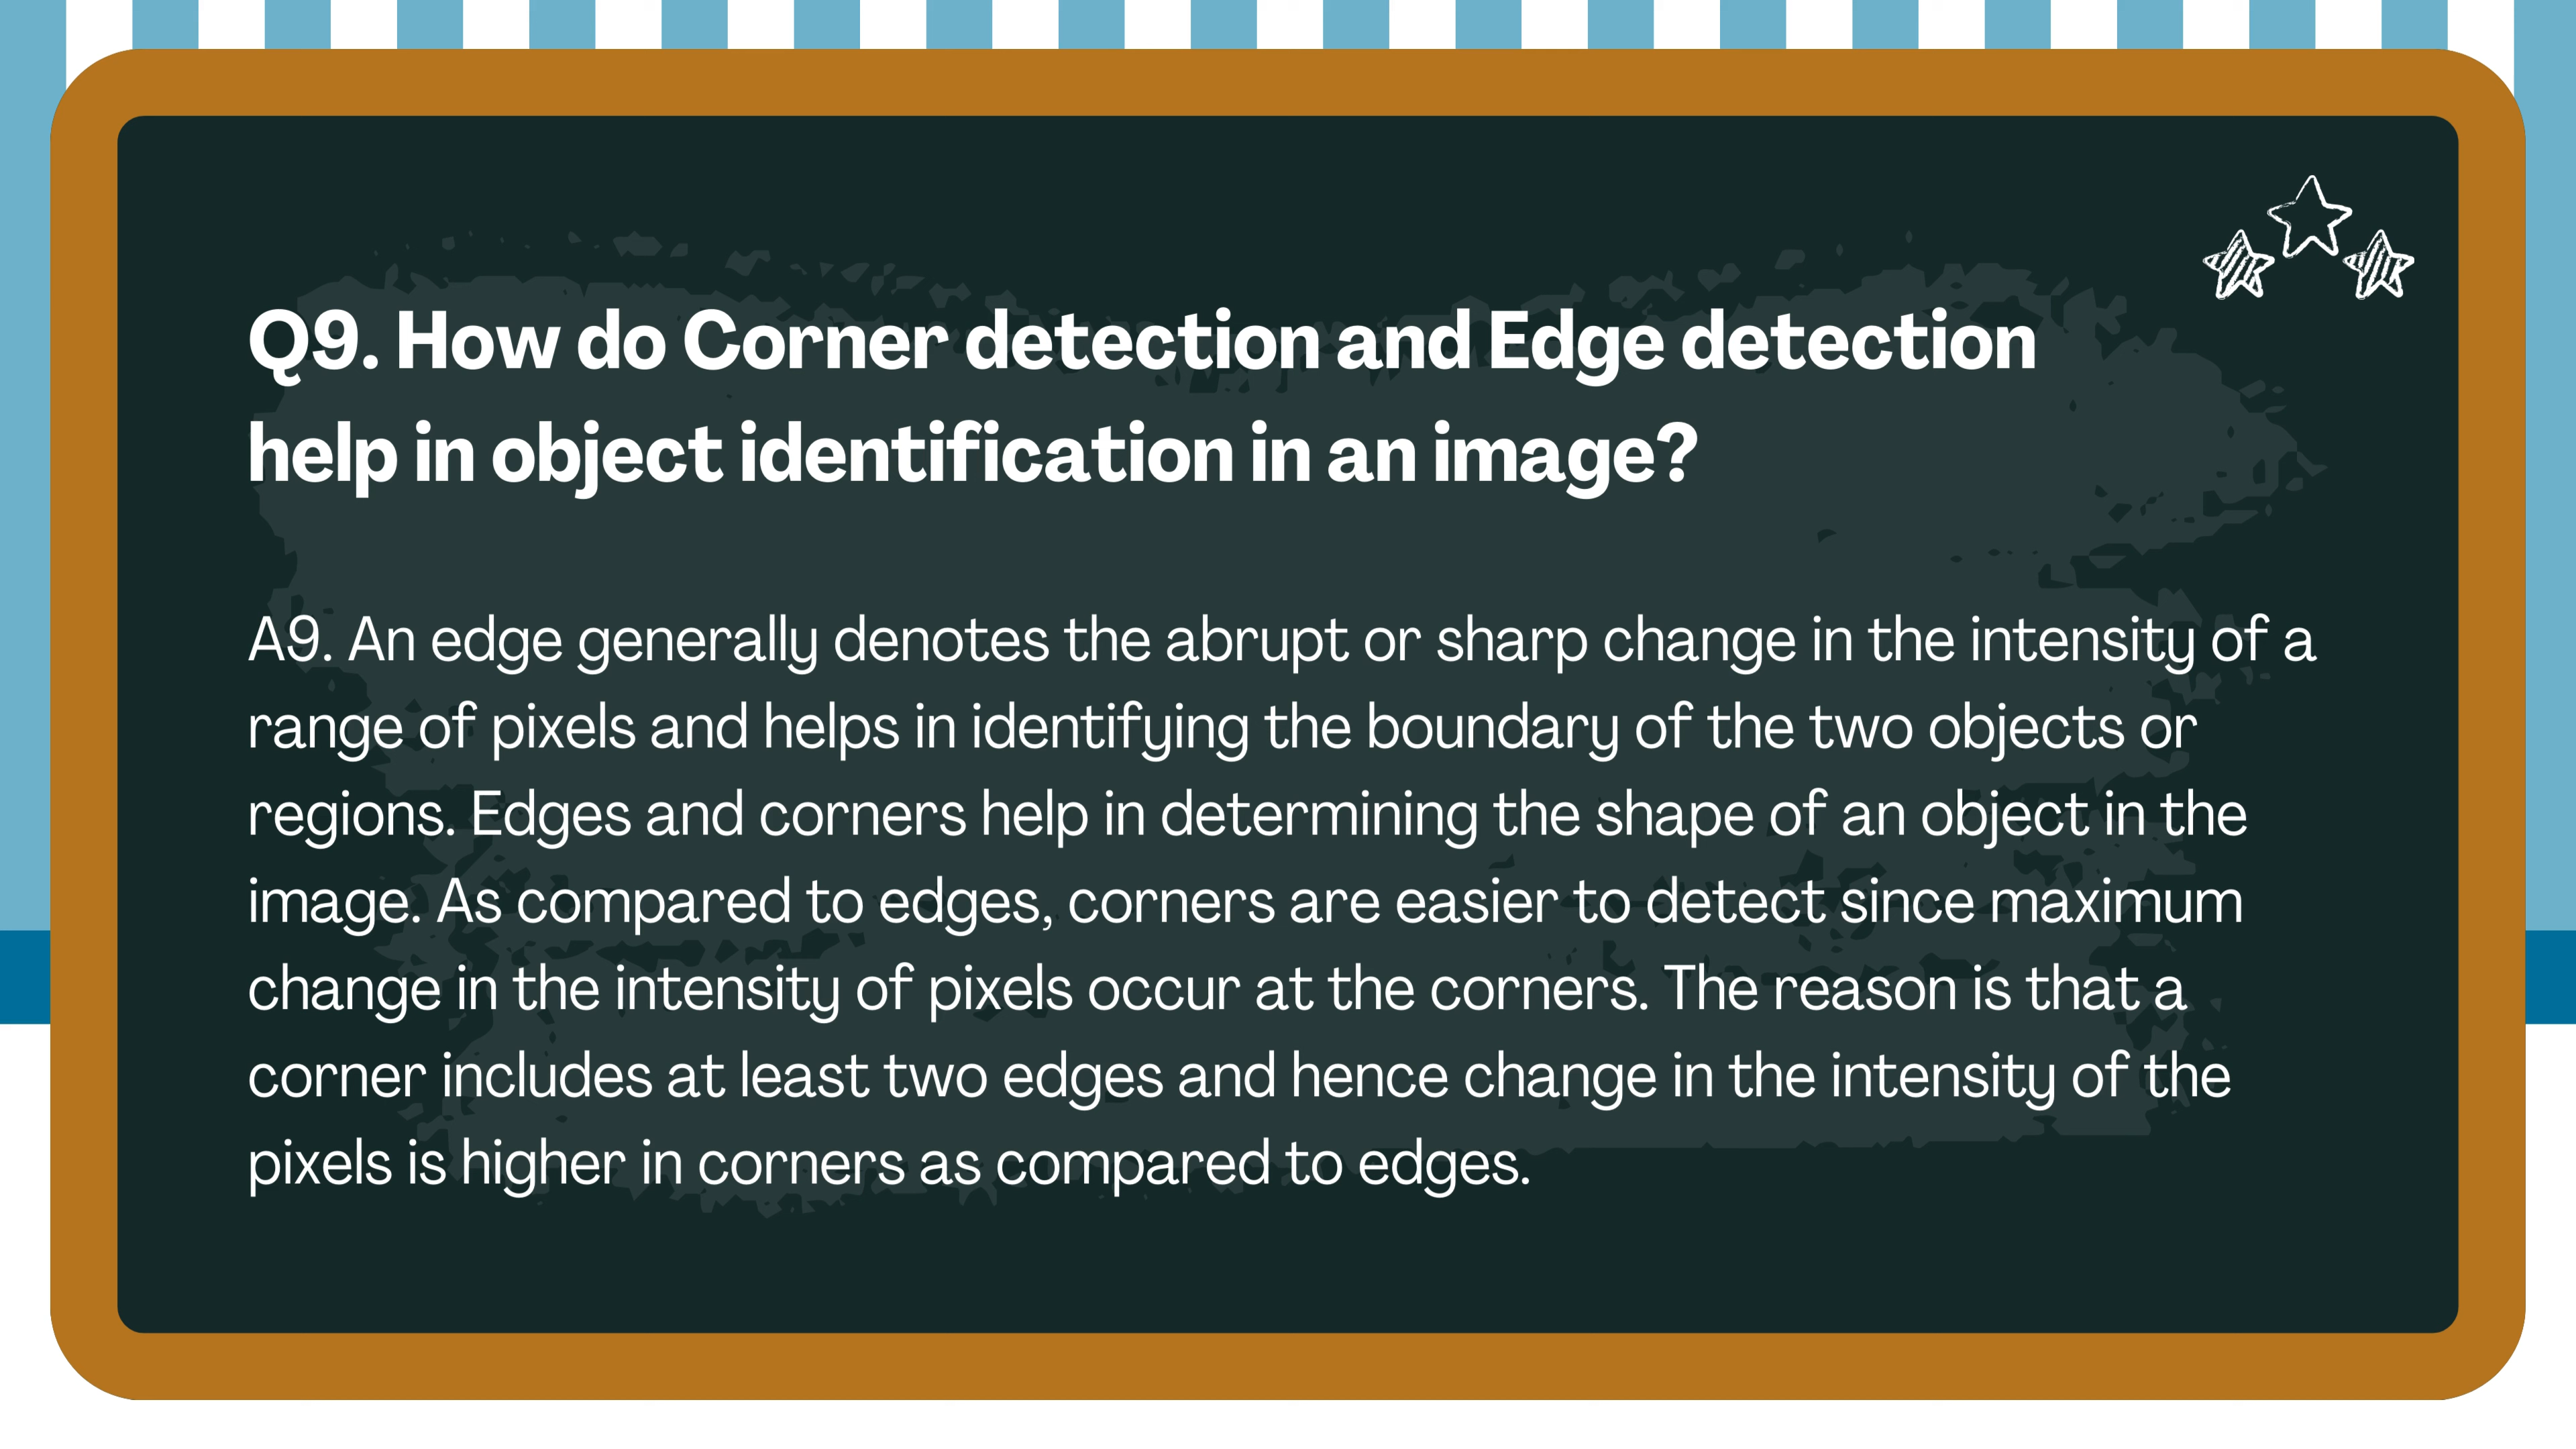 Q9. How do Corner detection and Edge detection
help in object identification in an image?
A9. An edge generally denotes the abrupt or sharp change in the intensity of a
range of pixels and helps in identifying the boundary of the two objects or
regions. Edges and corners help in determining the shape of an object in the
image. As compared to edges, corners are easier to detect since maximum
change in the intensity of pixels occur at the corners. The reason is that a
corner includes at least two edges and hence change in the intensity of the
pixels is higher in corners as compared to edges.